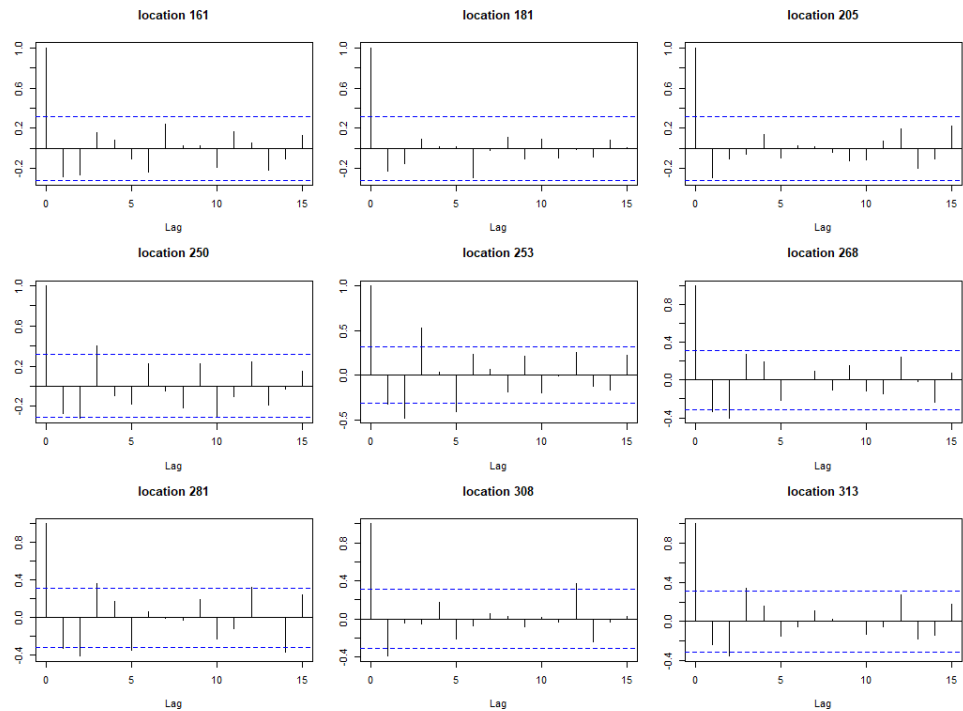 location 161
location 181
location 205
1.0
0.6
0.2
-0.2
0 5 10 15
Lag
1.0
0.6
0.2
-0.2
0 5 10 15
Lag
1.0
0.6
0.2
-0.2
0 5 10 15
Lag
location 250
location 253
location 268
1.0
0.6
0.2
-0.2
0 5 10 15
Lag
1.0
0.5
0.0
-0.5
0 5 10 15
Lag
0.8
0.4
0.0
-0.4
0 5 10 15
Lag
location 281
location 308
location 313
0.8
0.4
0.0
-0.4
0 5 10 15
Lag
0.8
0.4
0.0
-0.4
0 5 10 15
Lag
0.8
0.4
0.0
-0.4
0 5 10 15
Lag